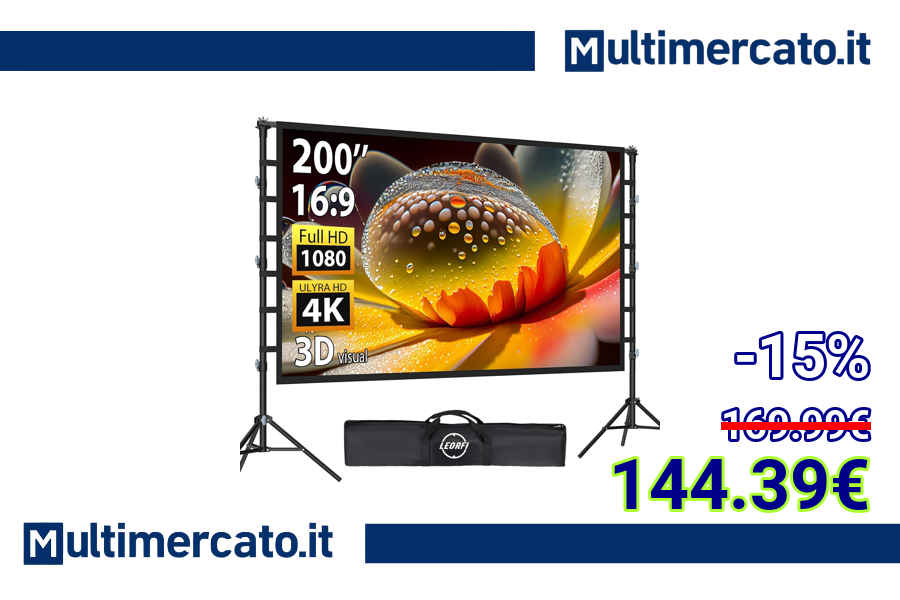 Multimercato.it
200"
16:9
Full HD
1080
ULYRA HD
4K
3D visual
LEORFI
-15%
169.99€
144.39€
Multimercato.it